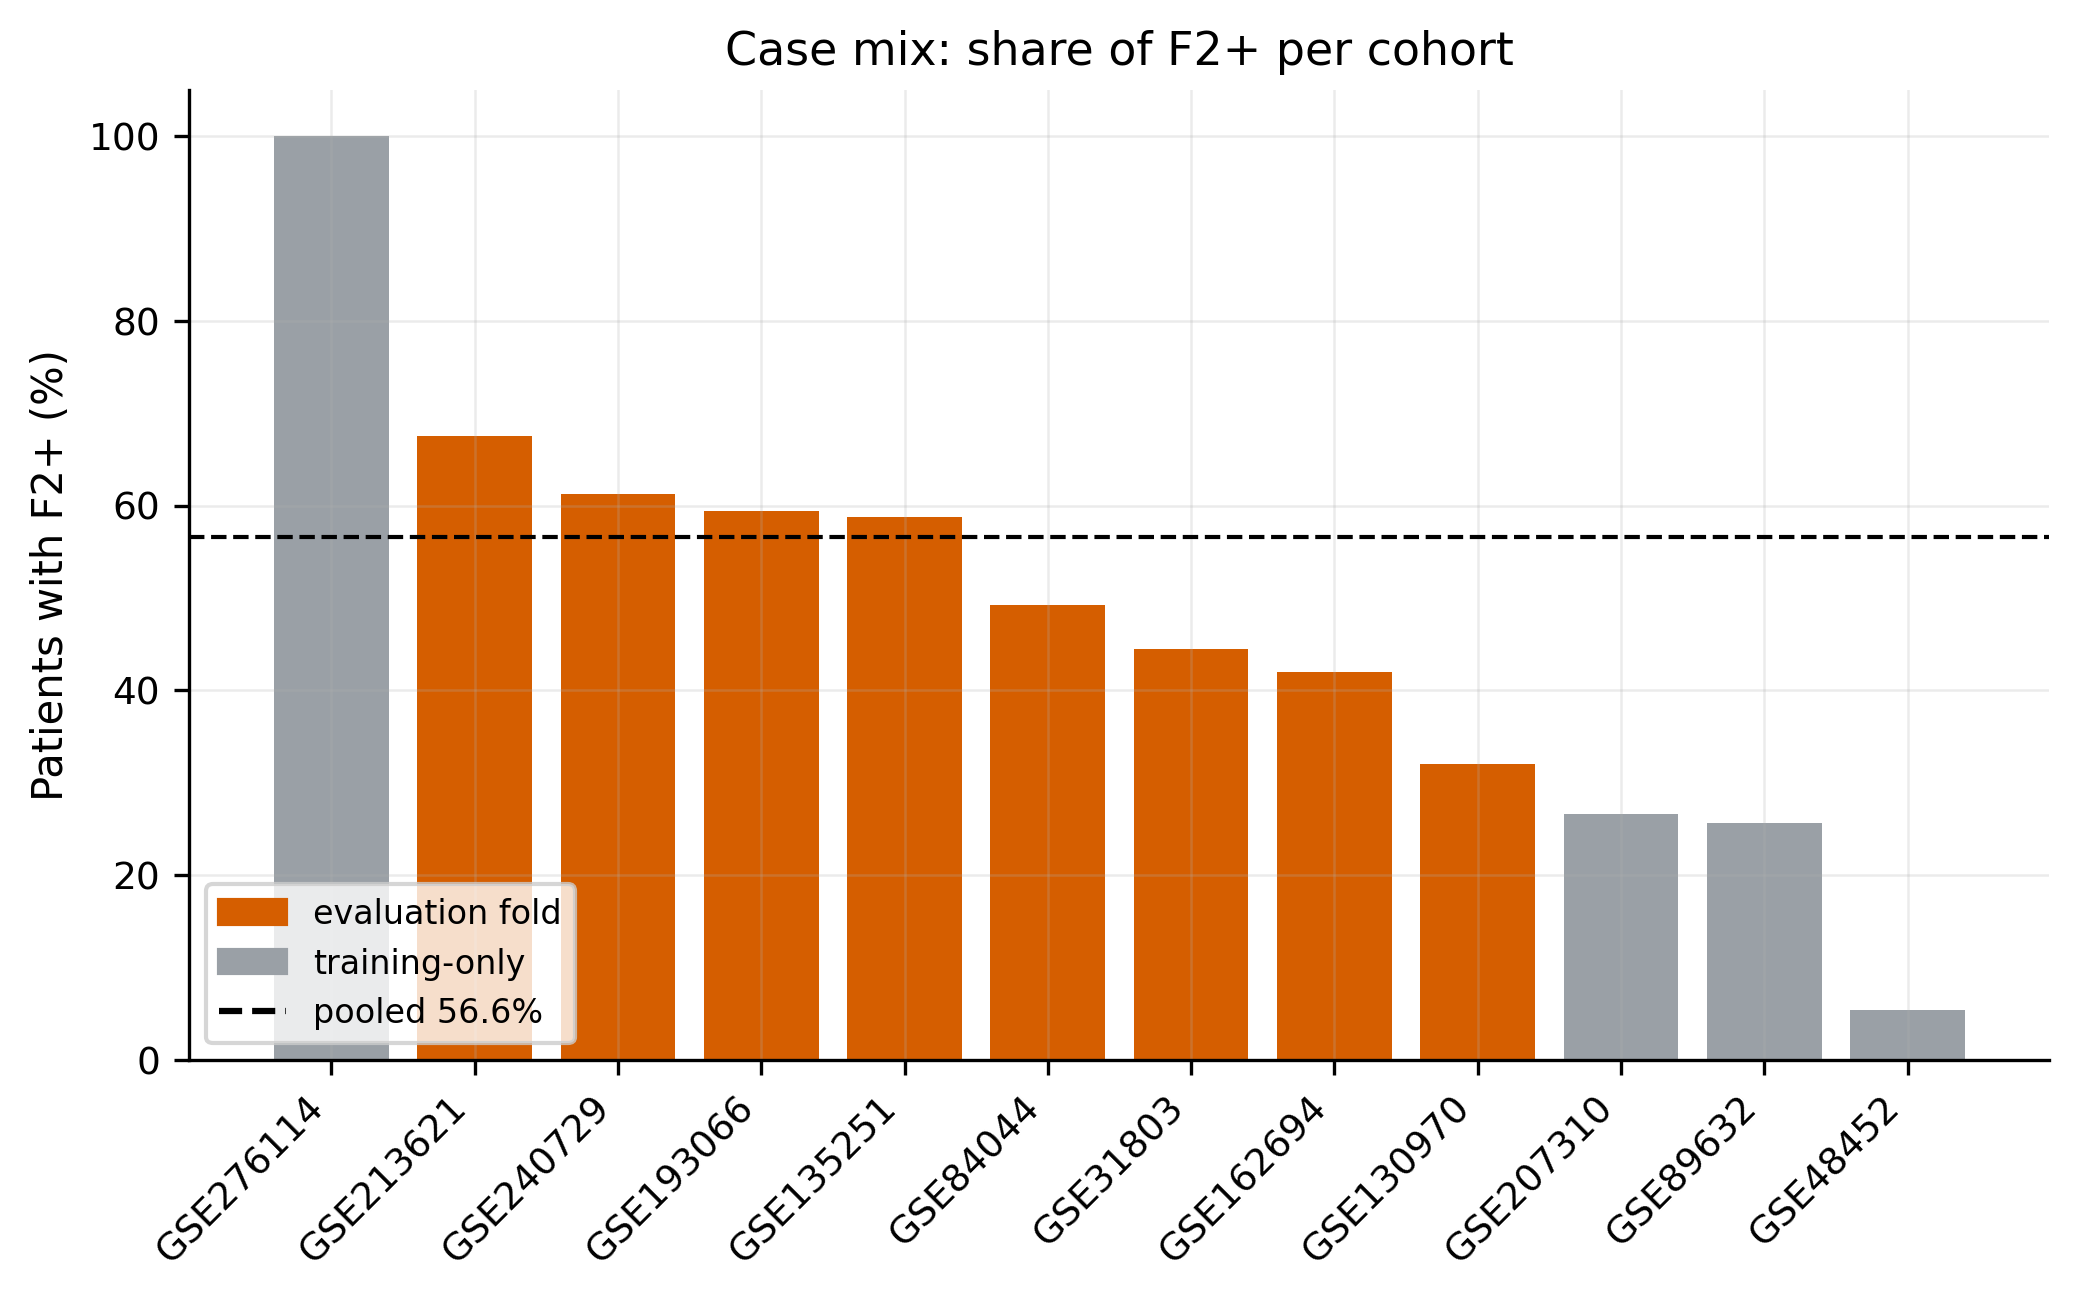 Case mix: share of F2+ per cohort
Patients with F2+ (%)
100
80
60
40
20
0
evaluation fold
training-only
pooled 56.6%
GSE276114
GSE213621
GSE240729
GSE193066
GSE135251
GSE84044
GSE31803
GSE162694
GSE130970
GSE207310
GSE89632
GSE48452